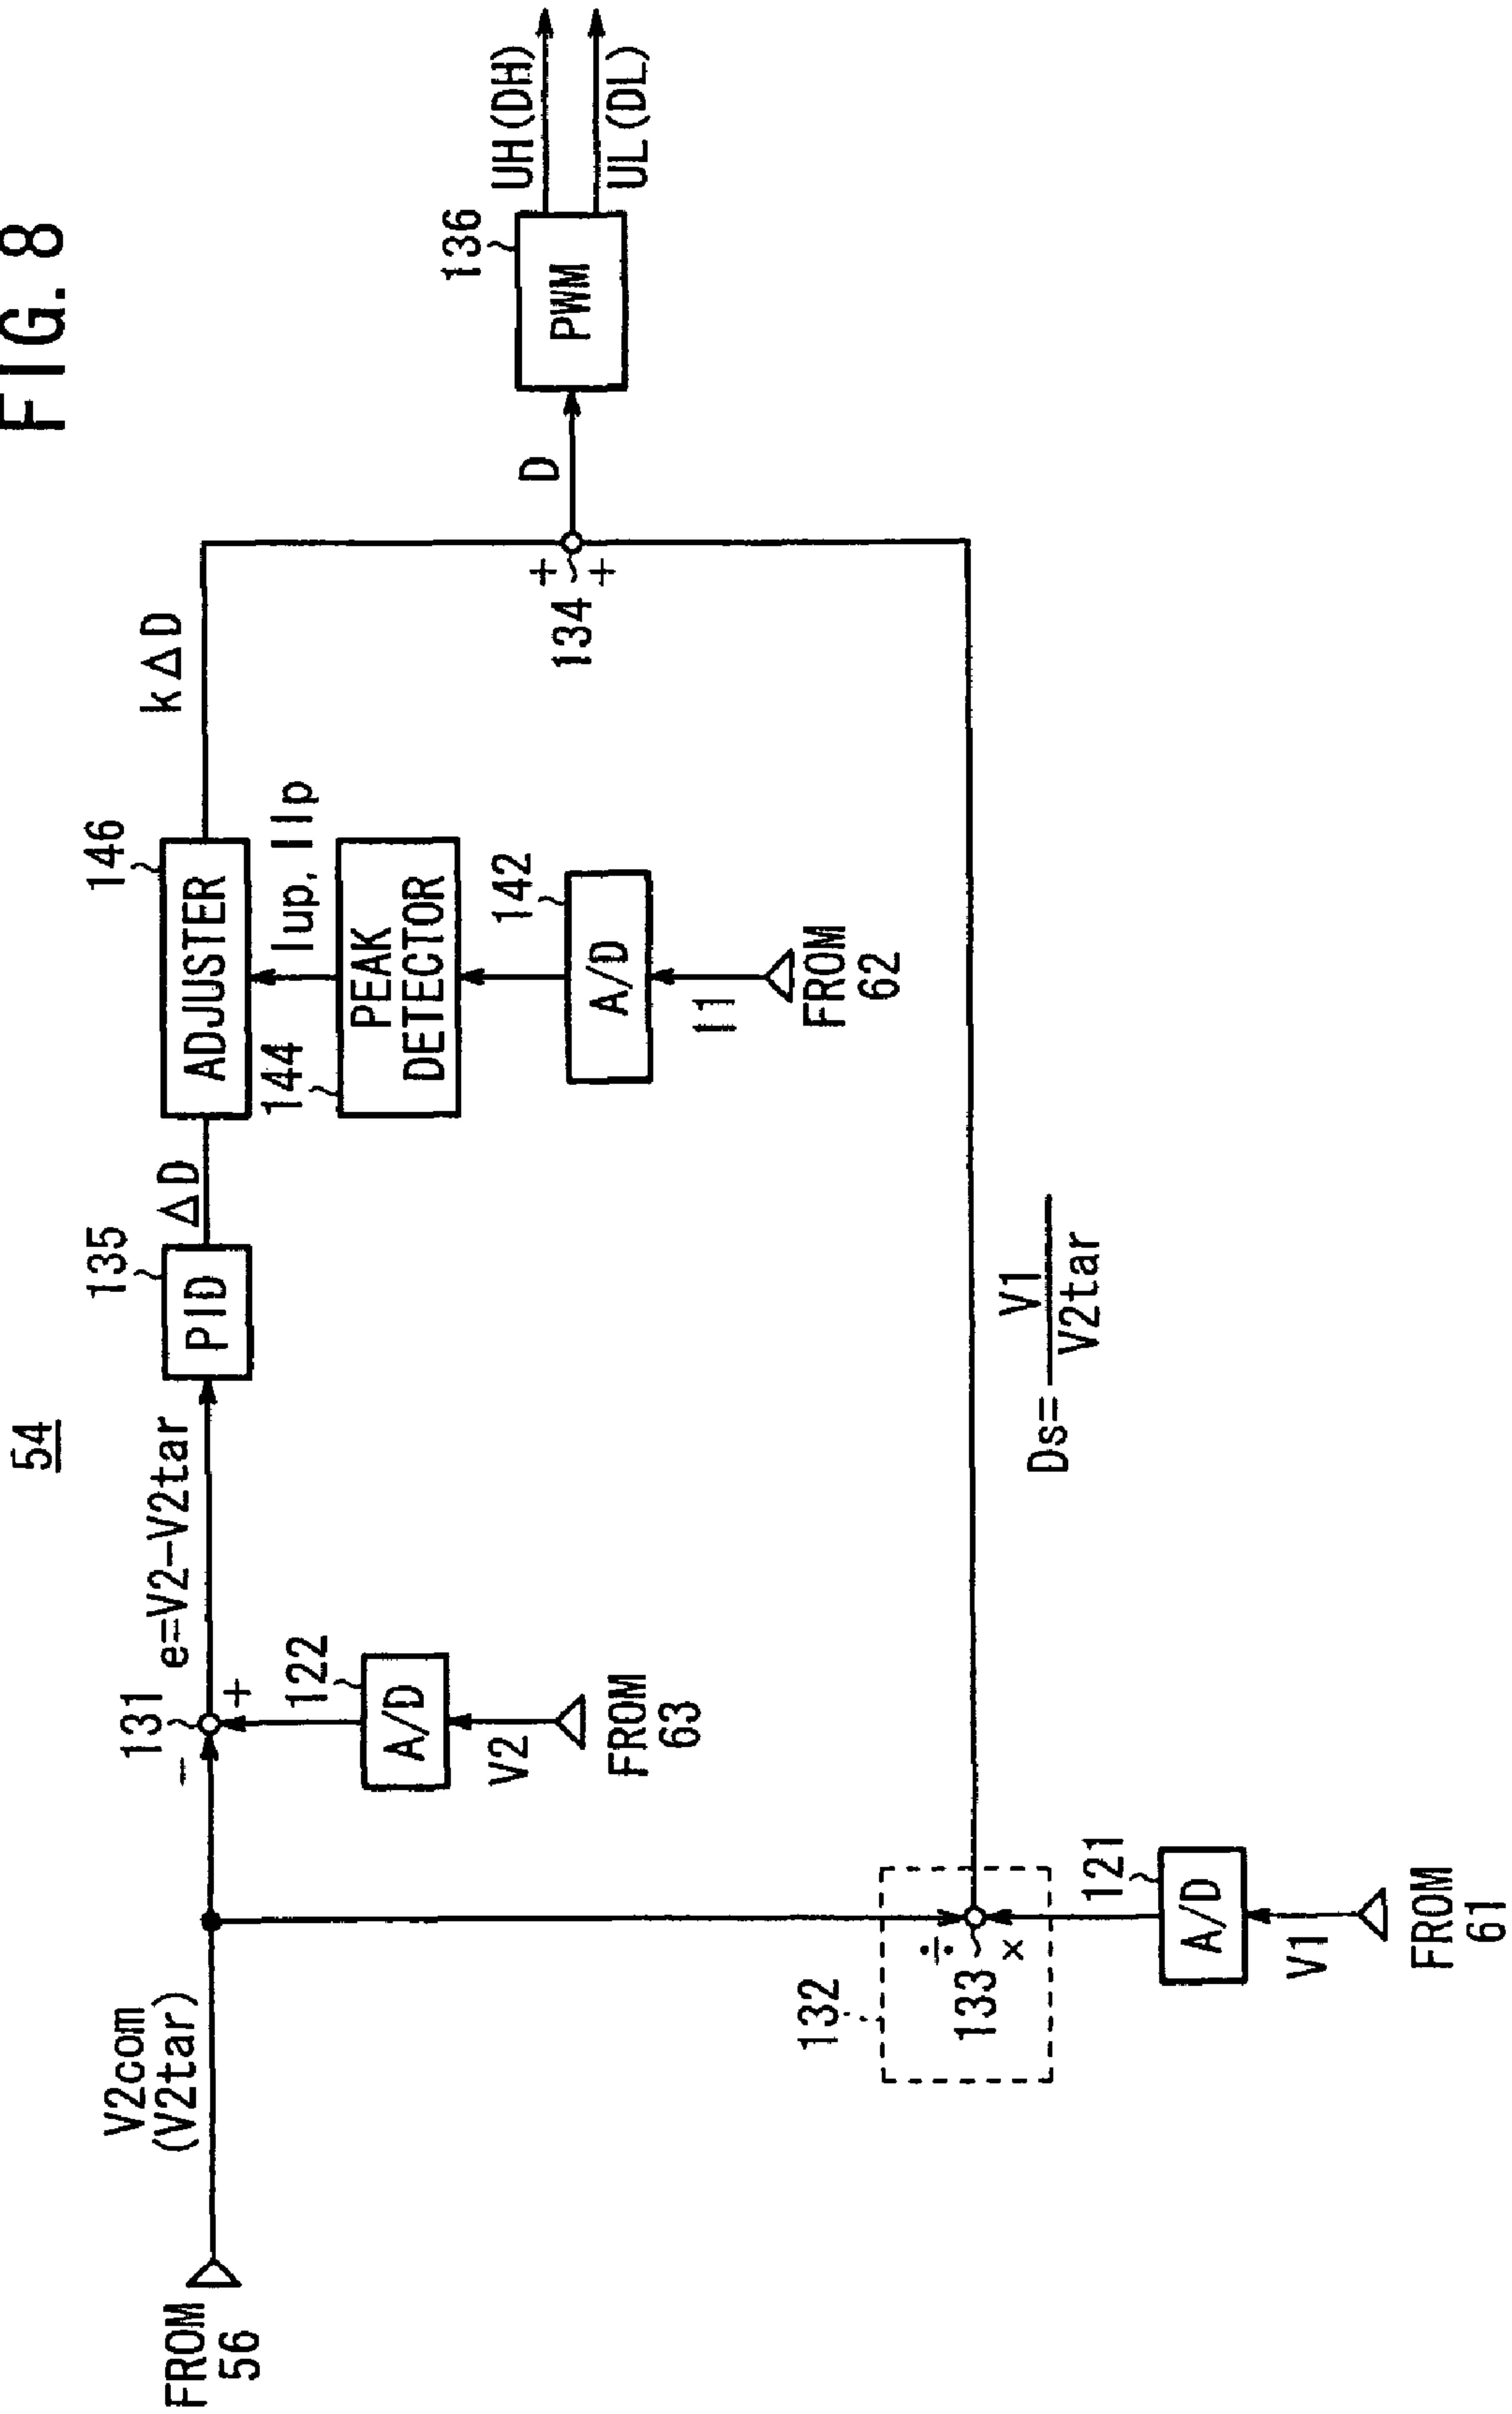 FIG. 8
54
FROM
56
V2com
(V2tar)
131
−
+
e=V2−V2tar
122
A/D
V2
FROM
63
135
PID
ΔD
146
ADJUSTER
kΔD
Iup, Ilp
144
PEAK
DETECTOR
142
A/D
I1
FROM
62
132
÷
133
×
121
A/D
V1
FROM
61
Ds=
V1
V2tar
+
134
+
D
136
PWM
UH(DH)
UL(DL)